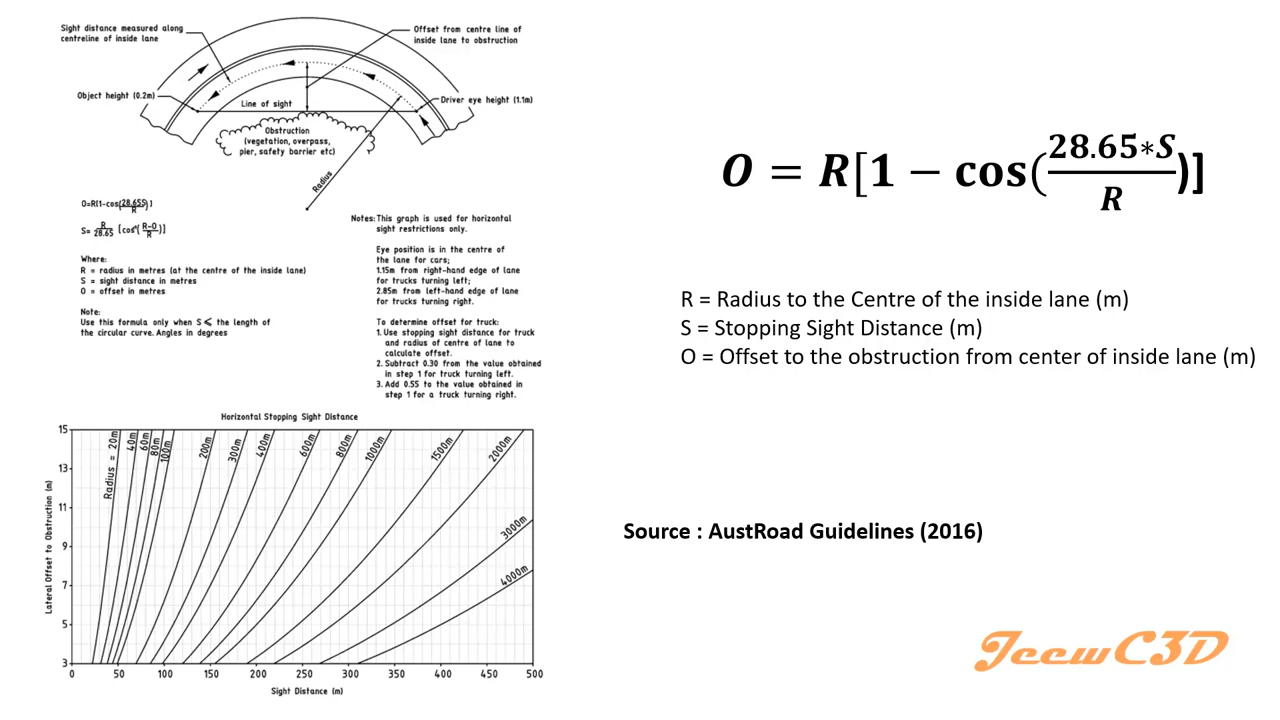 Sight distance measured along
centreline of inside lane
Offset from centre line of
inside lane to obstruction
Object height (0.2m)
Line of sight
Driver eye height (1.1m)
Obstruction
(vegetation, overpass,
pier, safety barrier etc)
Radius
O=R[1-cos(28.65S/R)]
S= R/28.65 [cos⁻¹(R-O/R)]
Where:
R = radius in metres (at the centre of the inside lane)
S = sight distance in metres
O = offset in metres
Note:
Use this formula only when S ⩽ the length of
the circular curve. Angles in degrees
Notes: This graph is used for horizontal
sight restrictions only.
Eye position is in the centre of
the lane for cars;
1.15m from right-hand edge of lane
for trucks turning left;
2.85m from left-hand edge of lane
for trucks turning right.
To determine offset for truck:
1. Use stopping sight distance for truck
and radius of centre of lane to
calculate offset.
2. Subtract 0.30 from the value obtained
in step 1 for truck turning left.
3. Add 0.55 to the value obtained in
step 1 for a truck turning right.
Horizontal Stopping Sight Distance
Lateral Offset to Obstruction (m)
15
13
11
9
7
5
3
Radius = 20m
40m
60m
80m
100m
200m
300m
400m
600m
800m
1000m
1500m
2000m
3000m
4000m
0 50 100 150 200 250 300 350 400 450 500
Sight Distance (m)
O = R[1 − cos(28.65*S/R)]
R = Radius to the Centre of the inside lane (m)
S = Stopping Sight Distance (m)
O = Offset to the obstruction from center of inside lane (m)
Source : AustRoad Guidelines (2016)
JeewC3D